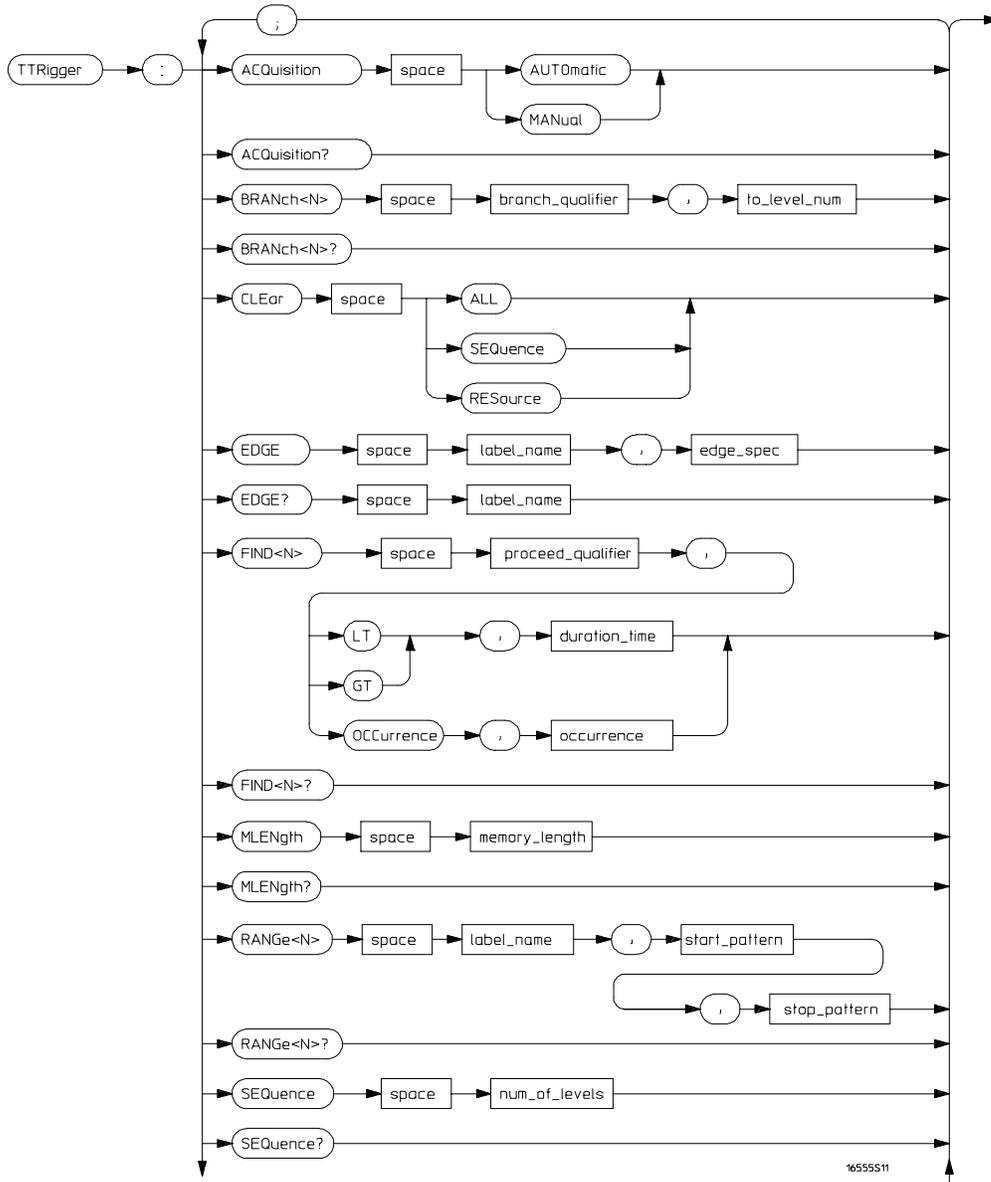 ;
TTRigger : ACQuisition space AUTOmatic
MANual
ACQuisition?
BRANch<N> space branch_qualifier , to_level_num
BRANch<N>?
CLEar space ALL
SEQuence
RESource
EDGE space label_name , edge_spec
EDGE? space label_name
FIND<N> space proceed_qualifier ,
LT , duration_time
GT
OCCurrence , occurrence
FIND<N>?
MLENgth space memory_length
MLENgth?
RANGe<N> space label_name , start_pattern
, stop_pattern
RANGe<N>?
SEQuence space num_of_levels
SEQuence?
16555S11